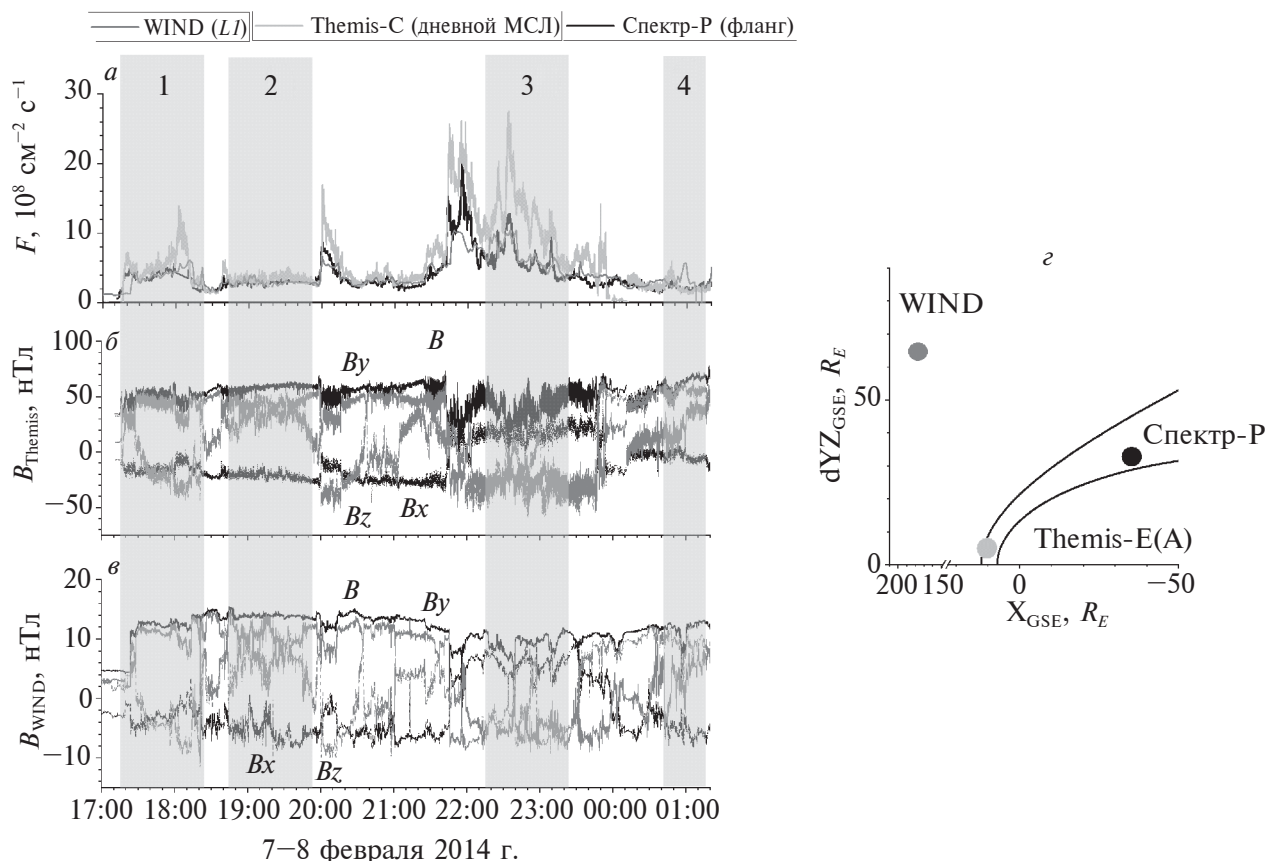 WIND (L1) Themis-C (дневной МСЛ) Спектр-Р (фланг)
а
1 2 3 4
F, 10⁸ см⁻² с⁻¹
30
20
10
0
б
B_Themis, нТл
100
50
0
−50
By B
Bz Bx
в
B_WIND, нТл
20
10
0
−10
B By
Bx Bz
17:00 18:00 19:00 20:00 21:00 22:00 23:00 00:00 01:00
7−8 февраля 2014 г.
г
dYZ_GSE, R_E
50
0
WIND
Спектр-Р
Themis-E(A)
200 150 0 −50
X_GSE, R_E